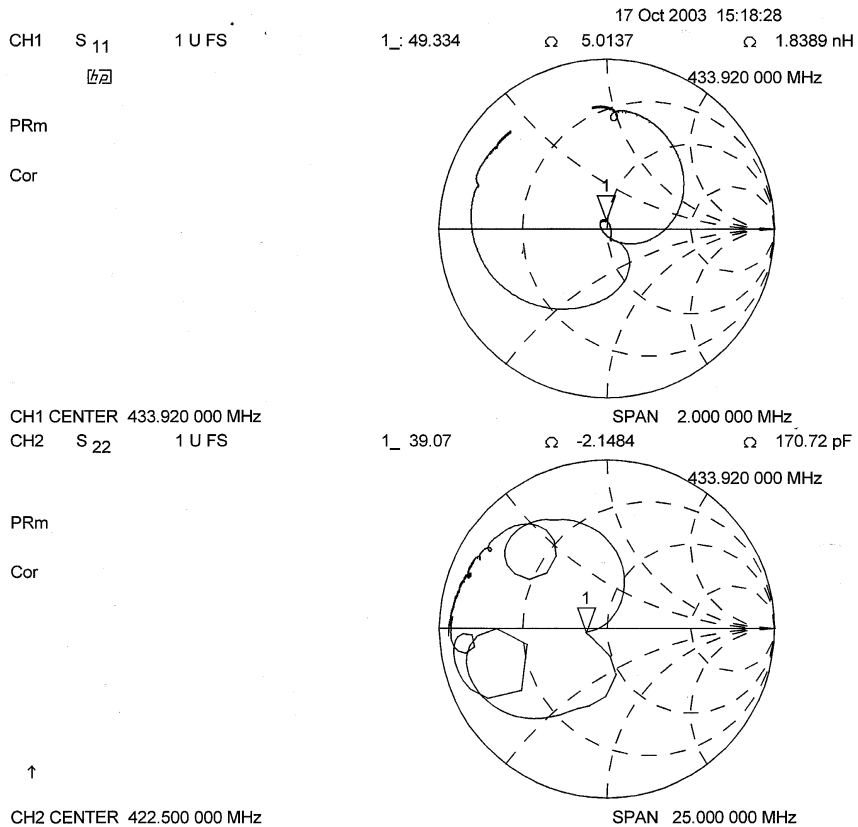 17 Oct 2003 15:18:28
CH1 S 11 1 U FS 1_: 49.334 Ω 5.0137 Ω 1.8389 nH
hp
433.920 000 MHz
PRm
Cor
1
CH1 CENTER 433.920 000 MHz SPAN 2.000 000 MHz
CH2 S 22 1 U FS 1_ 39.07 Ω -2.1484 Ω 170.72 pF
433.920 000 MHz
PRm
Cor
1
↑
CH2 CENTER 422.500 000 MHz SPAN 25.000 000 MHz